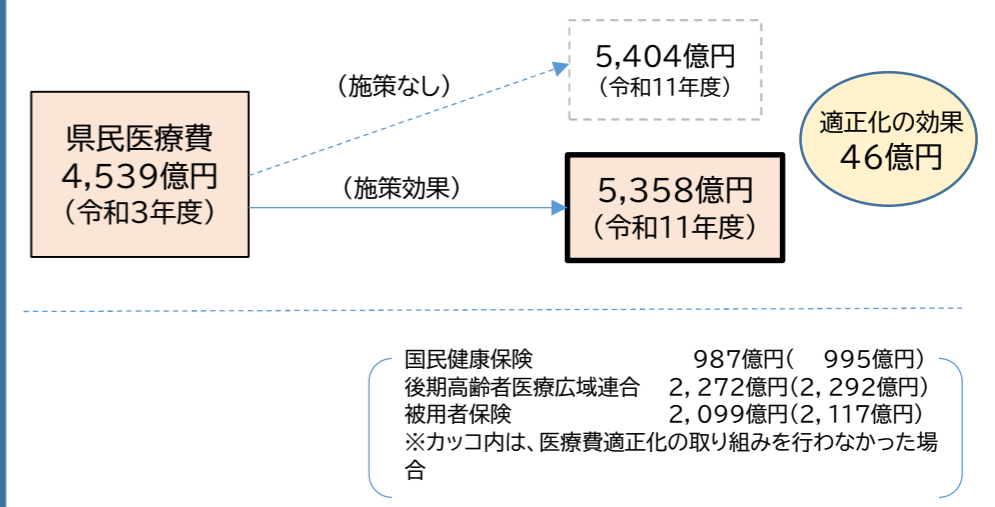 県民医療費
4,539億円
（令和3年度）
（施策なし）
（施策効果）
5,404億円
（令和11年度）
5,358億円
（令和11年度）
適正化の効果
46億円
国民健康保険 987億円( 995億円)
後期高齢者医療広域連合 2,272億円(2,292億円)
被用者保険 2,099億円(2,117億円)
※カッコ内は、医療費適正化の取り組みを行わなかった場
合